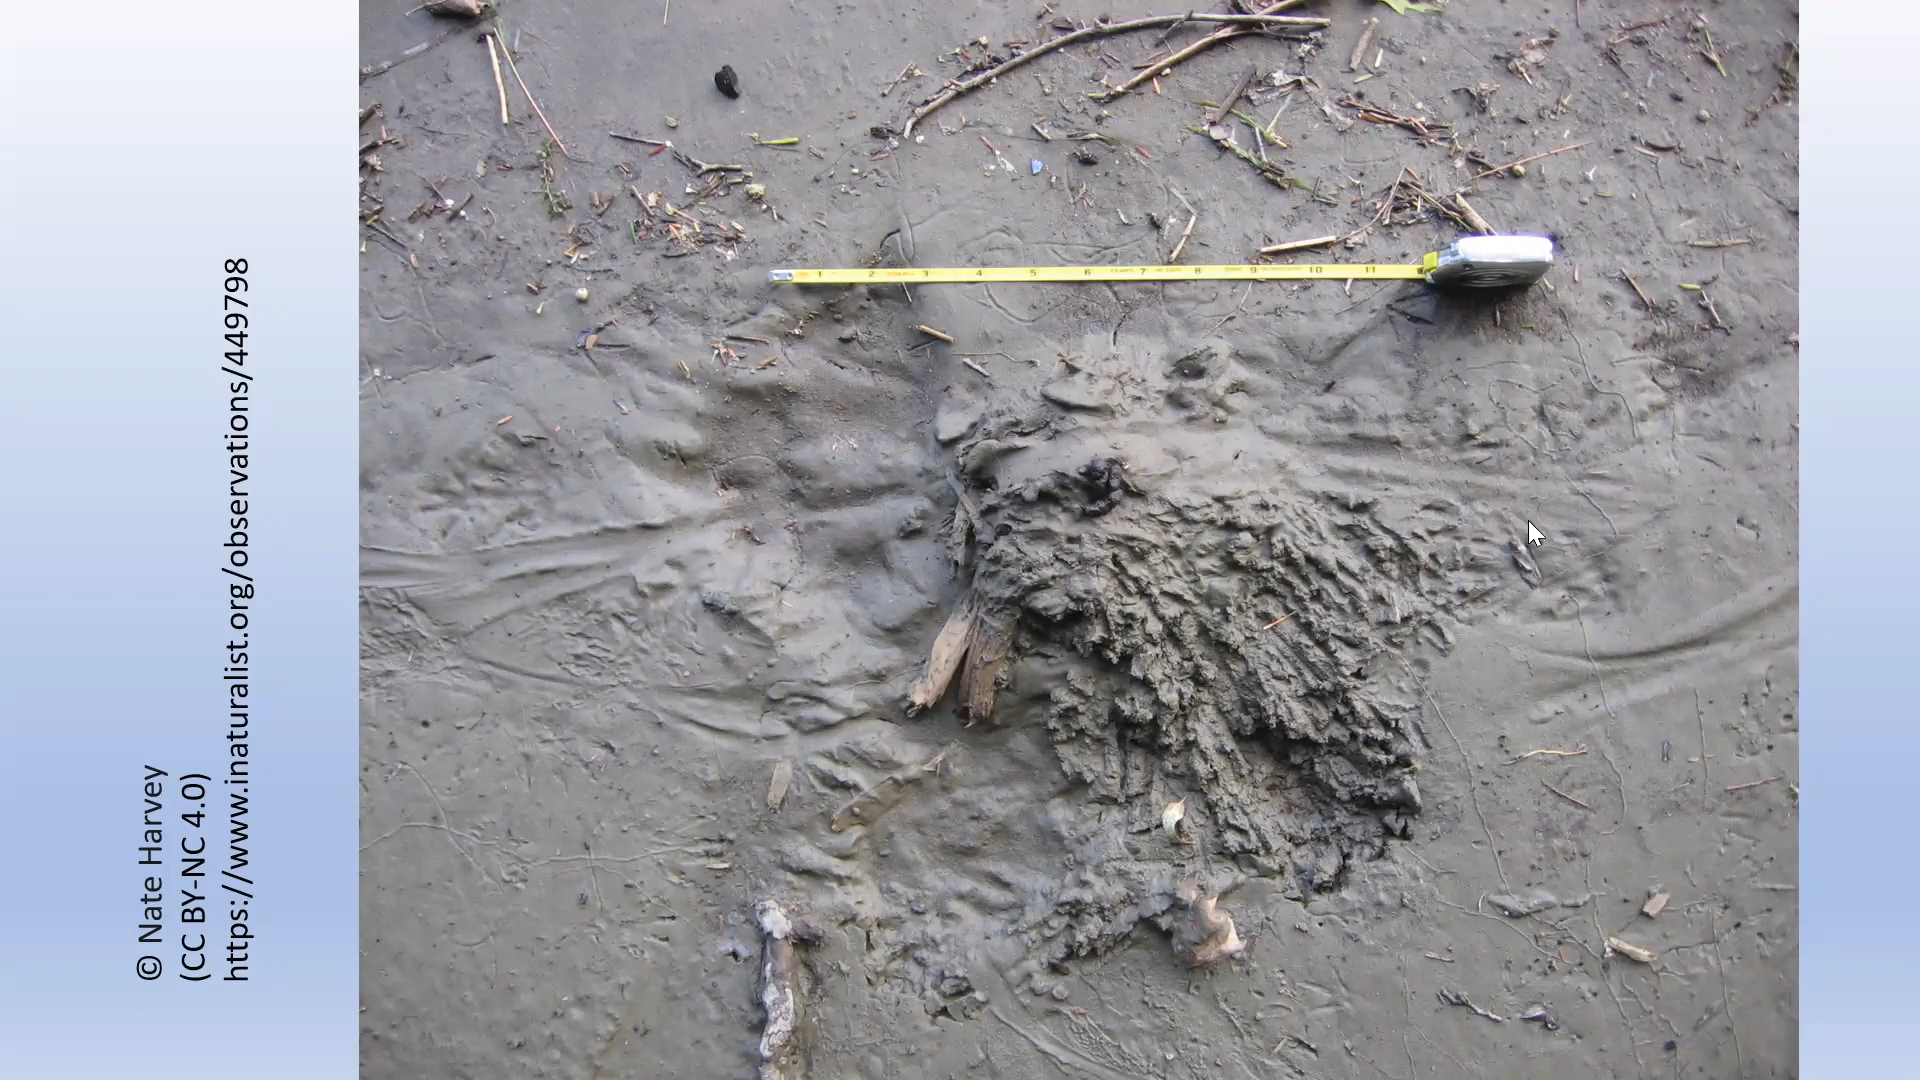 © Nate Harvey
(CC BY-NC 4.0)
https://www.inaturalist.org/observations/449798
1 2 3 4 5 6 7 8 9 10 11